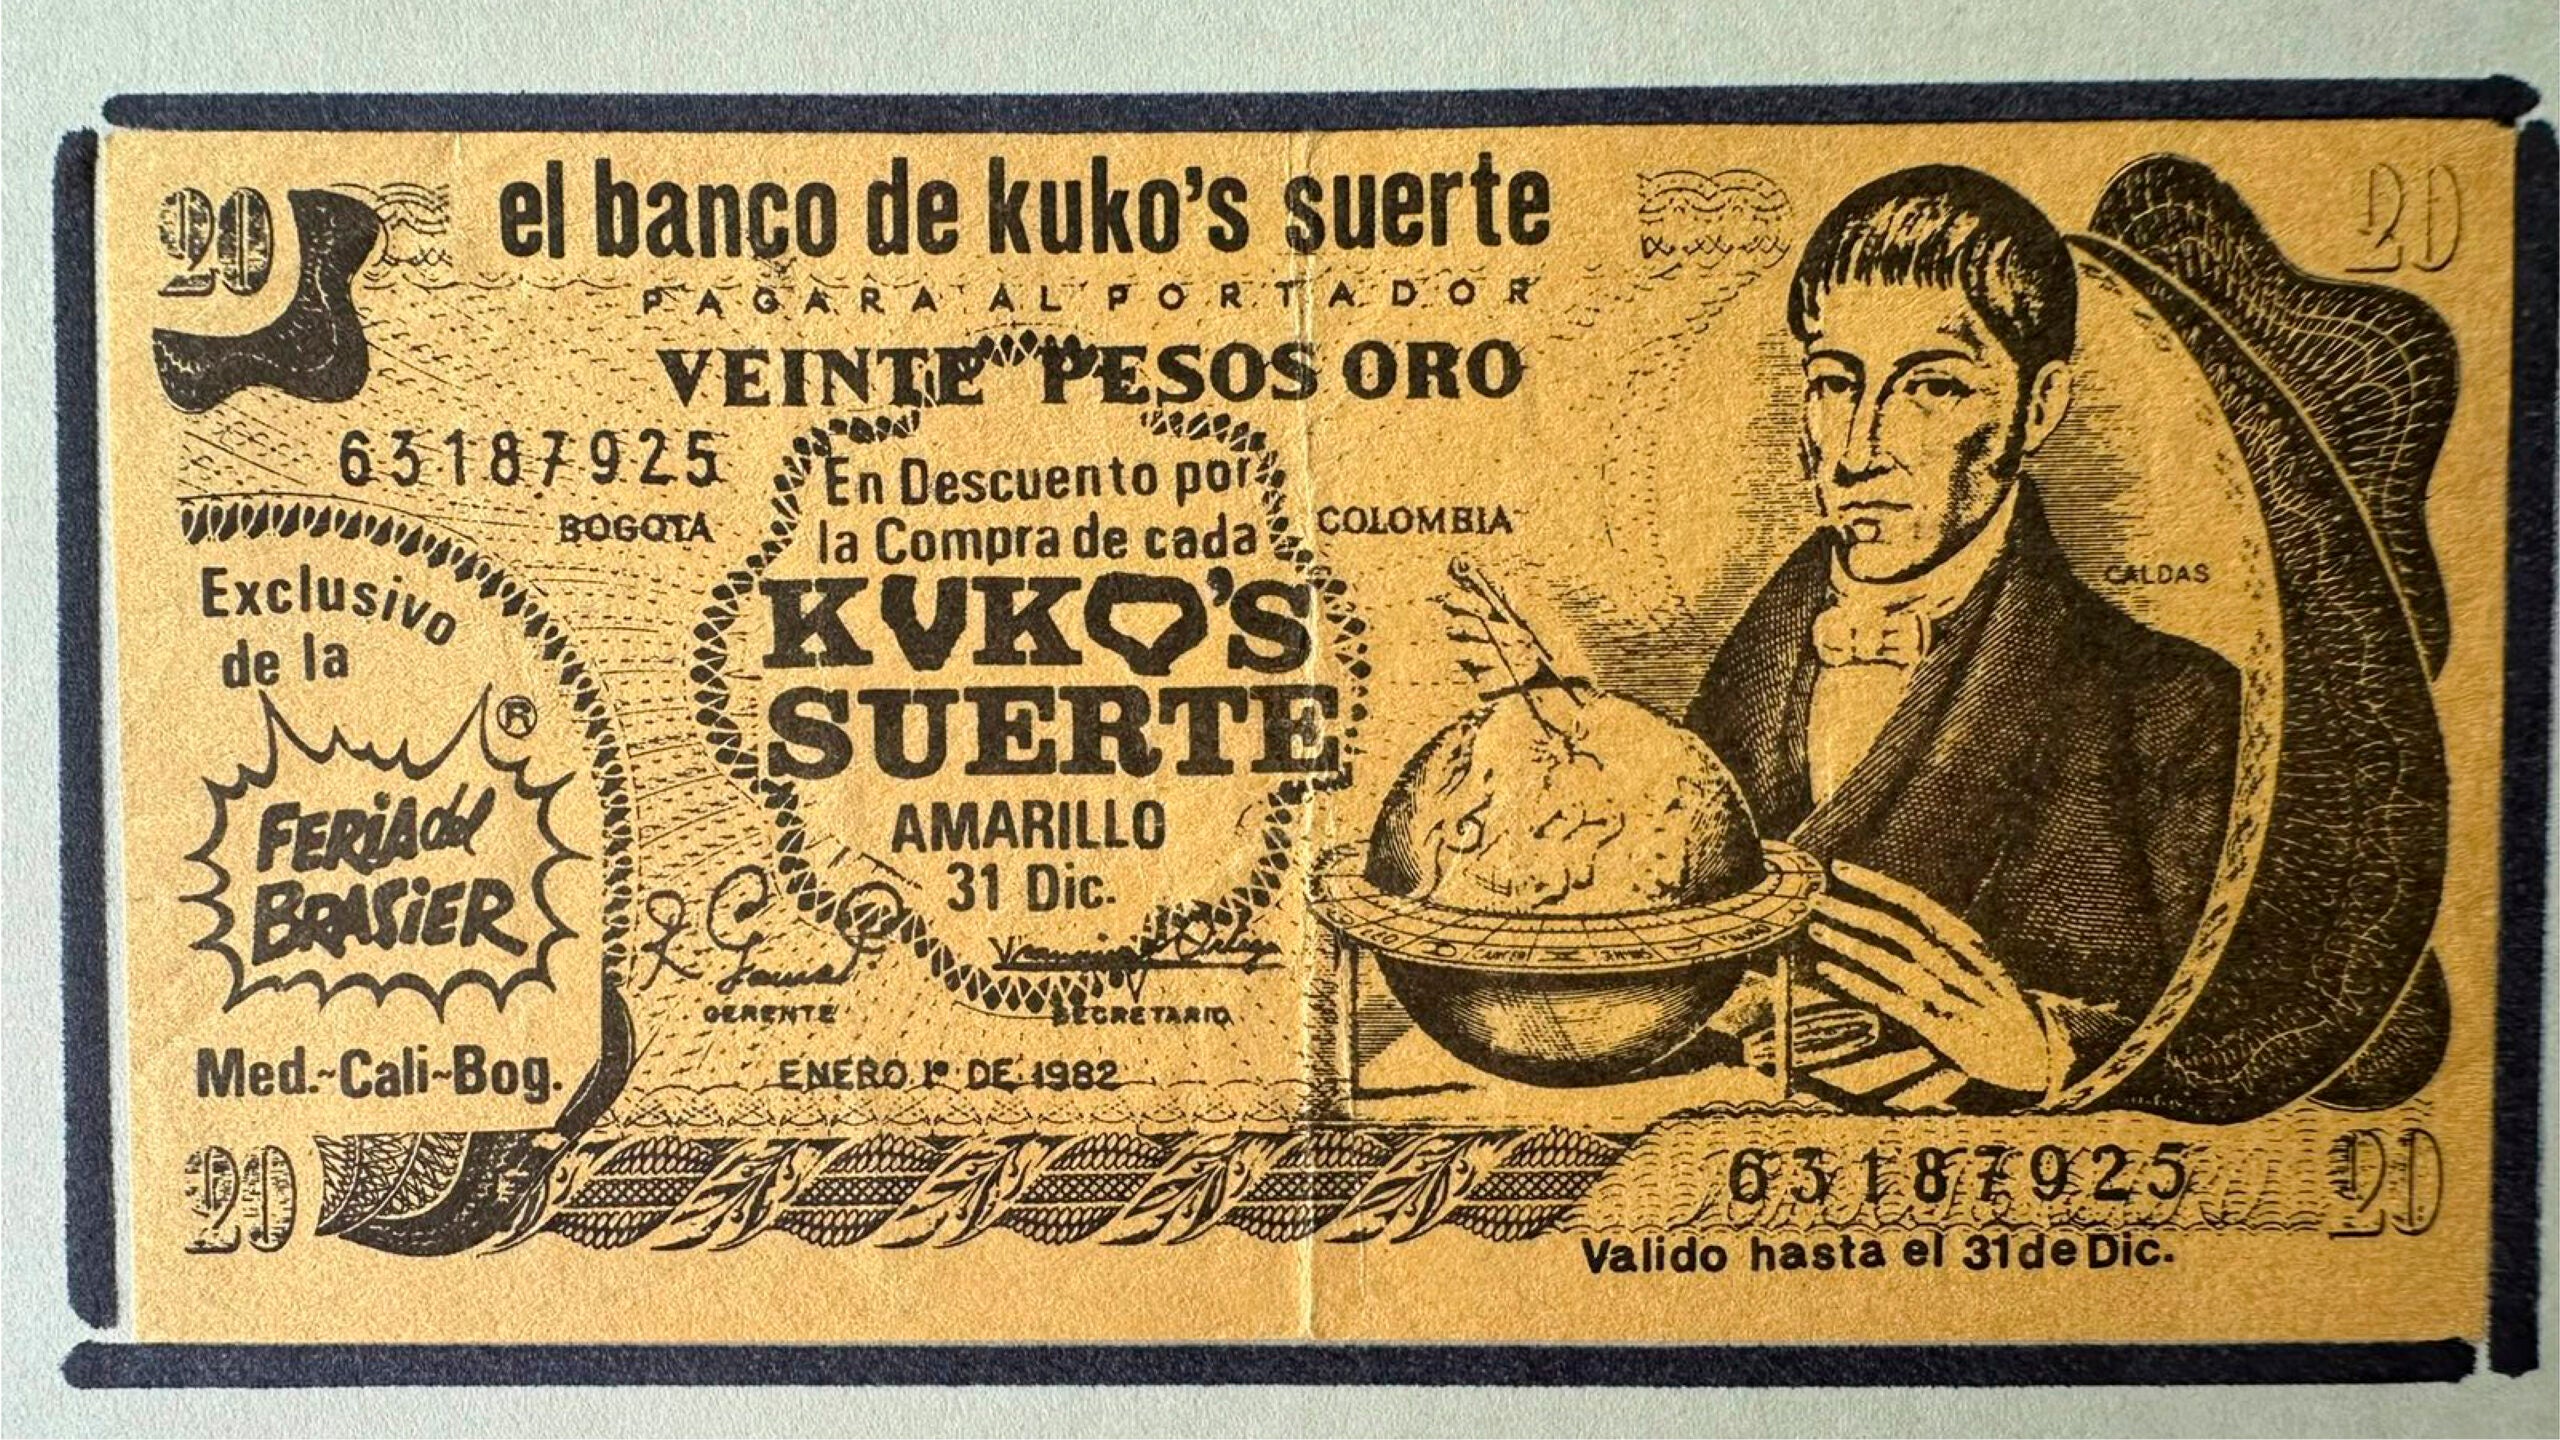 20
el banco de kuko's suerte
20
PAGARA AL PORTADOR
VEINTE PESOS ORO
63187925
BOGOTA
COLOMBIA
En Descuento por
la Compra de cada
KUKO'S
SUERTE
AMARILLO
31 Dic.
CALDAS
Exclusivo
de la
®
FERiA del
BRASiER
Med.~Cali~Bog.
GERENTE
SECRETARIO
ENERO 1º DE 1982
CANCER
20
63187925
20
Valido hasta el 31 de Dic.